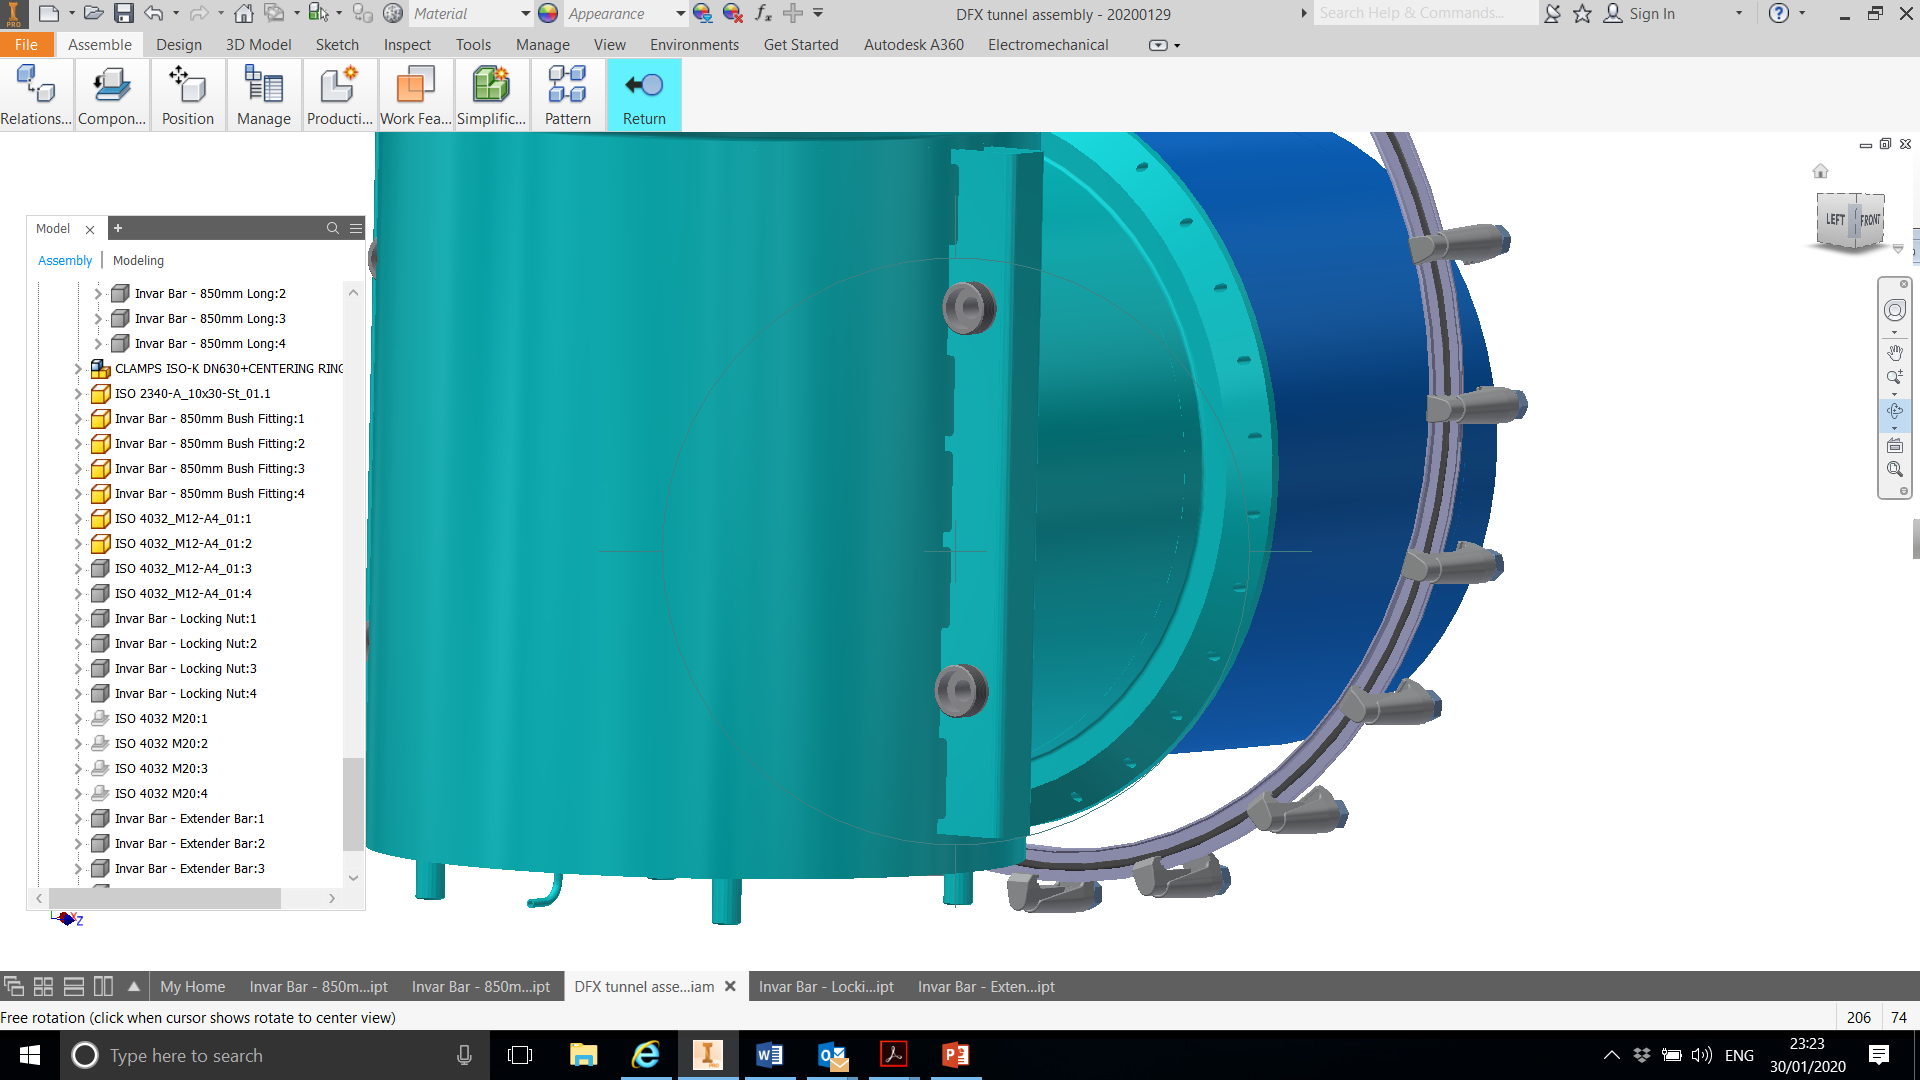 Material
Appearance
DFX tunnel assembly - 20200129
Search Help & Commands...
Sign In
PRO
File
Assemble
Design
3D Model
Sketch
Inspect
Tools
Manage
View
Environments
Get Started
Autodesk A360
Electromechanical
Relations...
Compon...
Position
Manage
Producti...
Work Fea...
Simplific...
Pattern
Return
LEFT
FRONT
Model
Assembly
Modeling
Invar Bar - 850mm Long:2
Invar Bar - 850mm Long:3
Invar Bar - 850mm Long:4
CLAMPS ISO-K DN630+CENTERING RING
ISO 2340-A_10x30-St_01.1
Invar Bar - 850mm Bush Fitting:1
Invar Bar - 850mm Bush Fitting:2
Invar Bar - 850mm Bush Fitting:3
Invar Bar - 850mm Bush Fitting:4
ISO 4032_M12-A4_01:1
ISO 4032_M12-A4_01:2
ISO 4032_M12-A4_01:3
ISO 4032_M12-A4_01:4
Invar Bar - Locking Nut:1
Invar Bar - Locking Nut:2
Invar Bar - Locking Nut:3
Invar Bar - Locking Nut:4
ISO 4032 M20:1
ISO 4032 M20:2
ISO 4032 M20:3
ISO 4032 M20:4
Invar Bar - Extender Bar:1
Invar Bar - Extender Bar:2
Invar Bar - Extender Bar:3
Z
My Home
Invar Bar - 850m...ipt
Invar Bar - 850m...ipt
DFX tunnel asse...iam
Invar Bar - Locki...ipt
Invar Bar - Exten...ipt
Free rotation (click when cursor shows rotate to center view)
206
74
Type here to search
ENG
23:23
30/01/2020